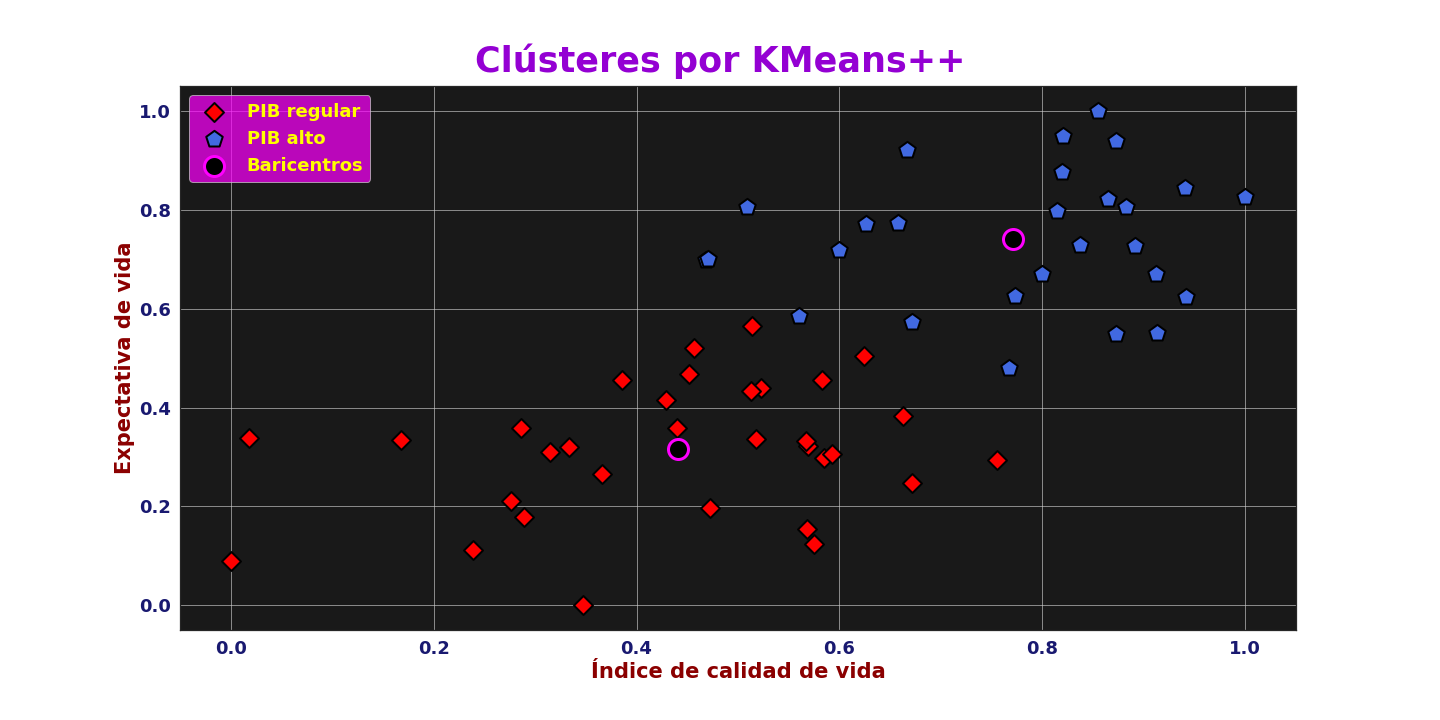 Clústeres por KMeans++
PIB regular
PIB alto
Baricentros
Expectativa de vida
1.0
0.8
0.6
0.4
0.2
0.0
0.0 0.2 0.4 0.6 0.8 1.0
Índice de calidad de vida